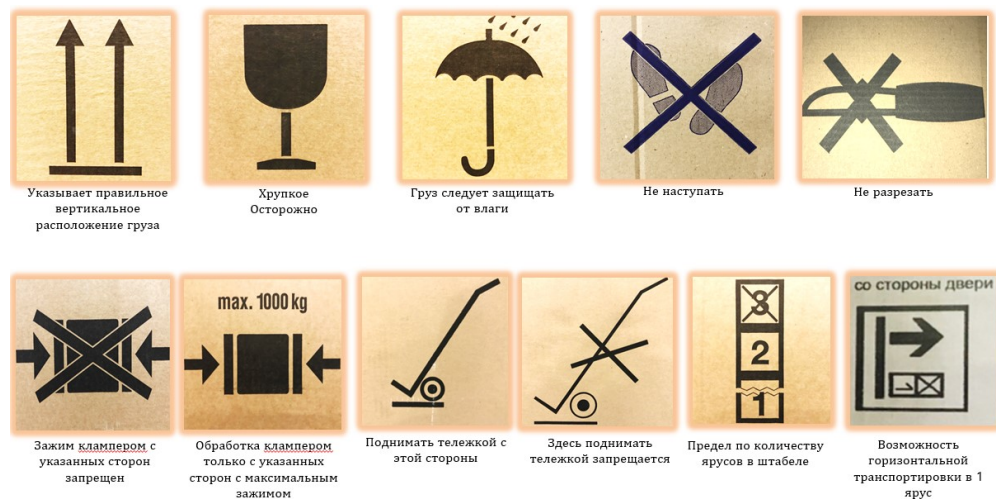 Указывает правильное
вертикальное
расположение груза
Хрупкое
Осторожно
Груз следует защищать
от влаги
Не наступать
Не разрезать
max. 1000 kg
3
2
1
со стороны двери
Зажим клампером с
указанных сторон
запрещен
Обработка клампером
только с указанных
сторон с максимальным
зажимом
Поднимать тележкой с
этой стороны
Здесь поднимать
тележкой запрещается
Предел по количеству
ярусов в штабеле
Возможность
горизонтальной
транспортировки в 1
ярус